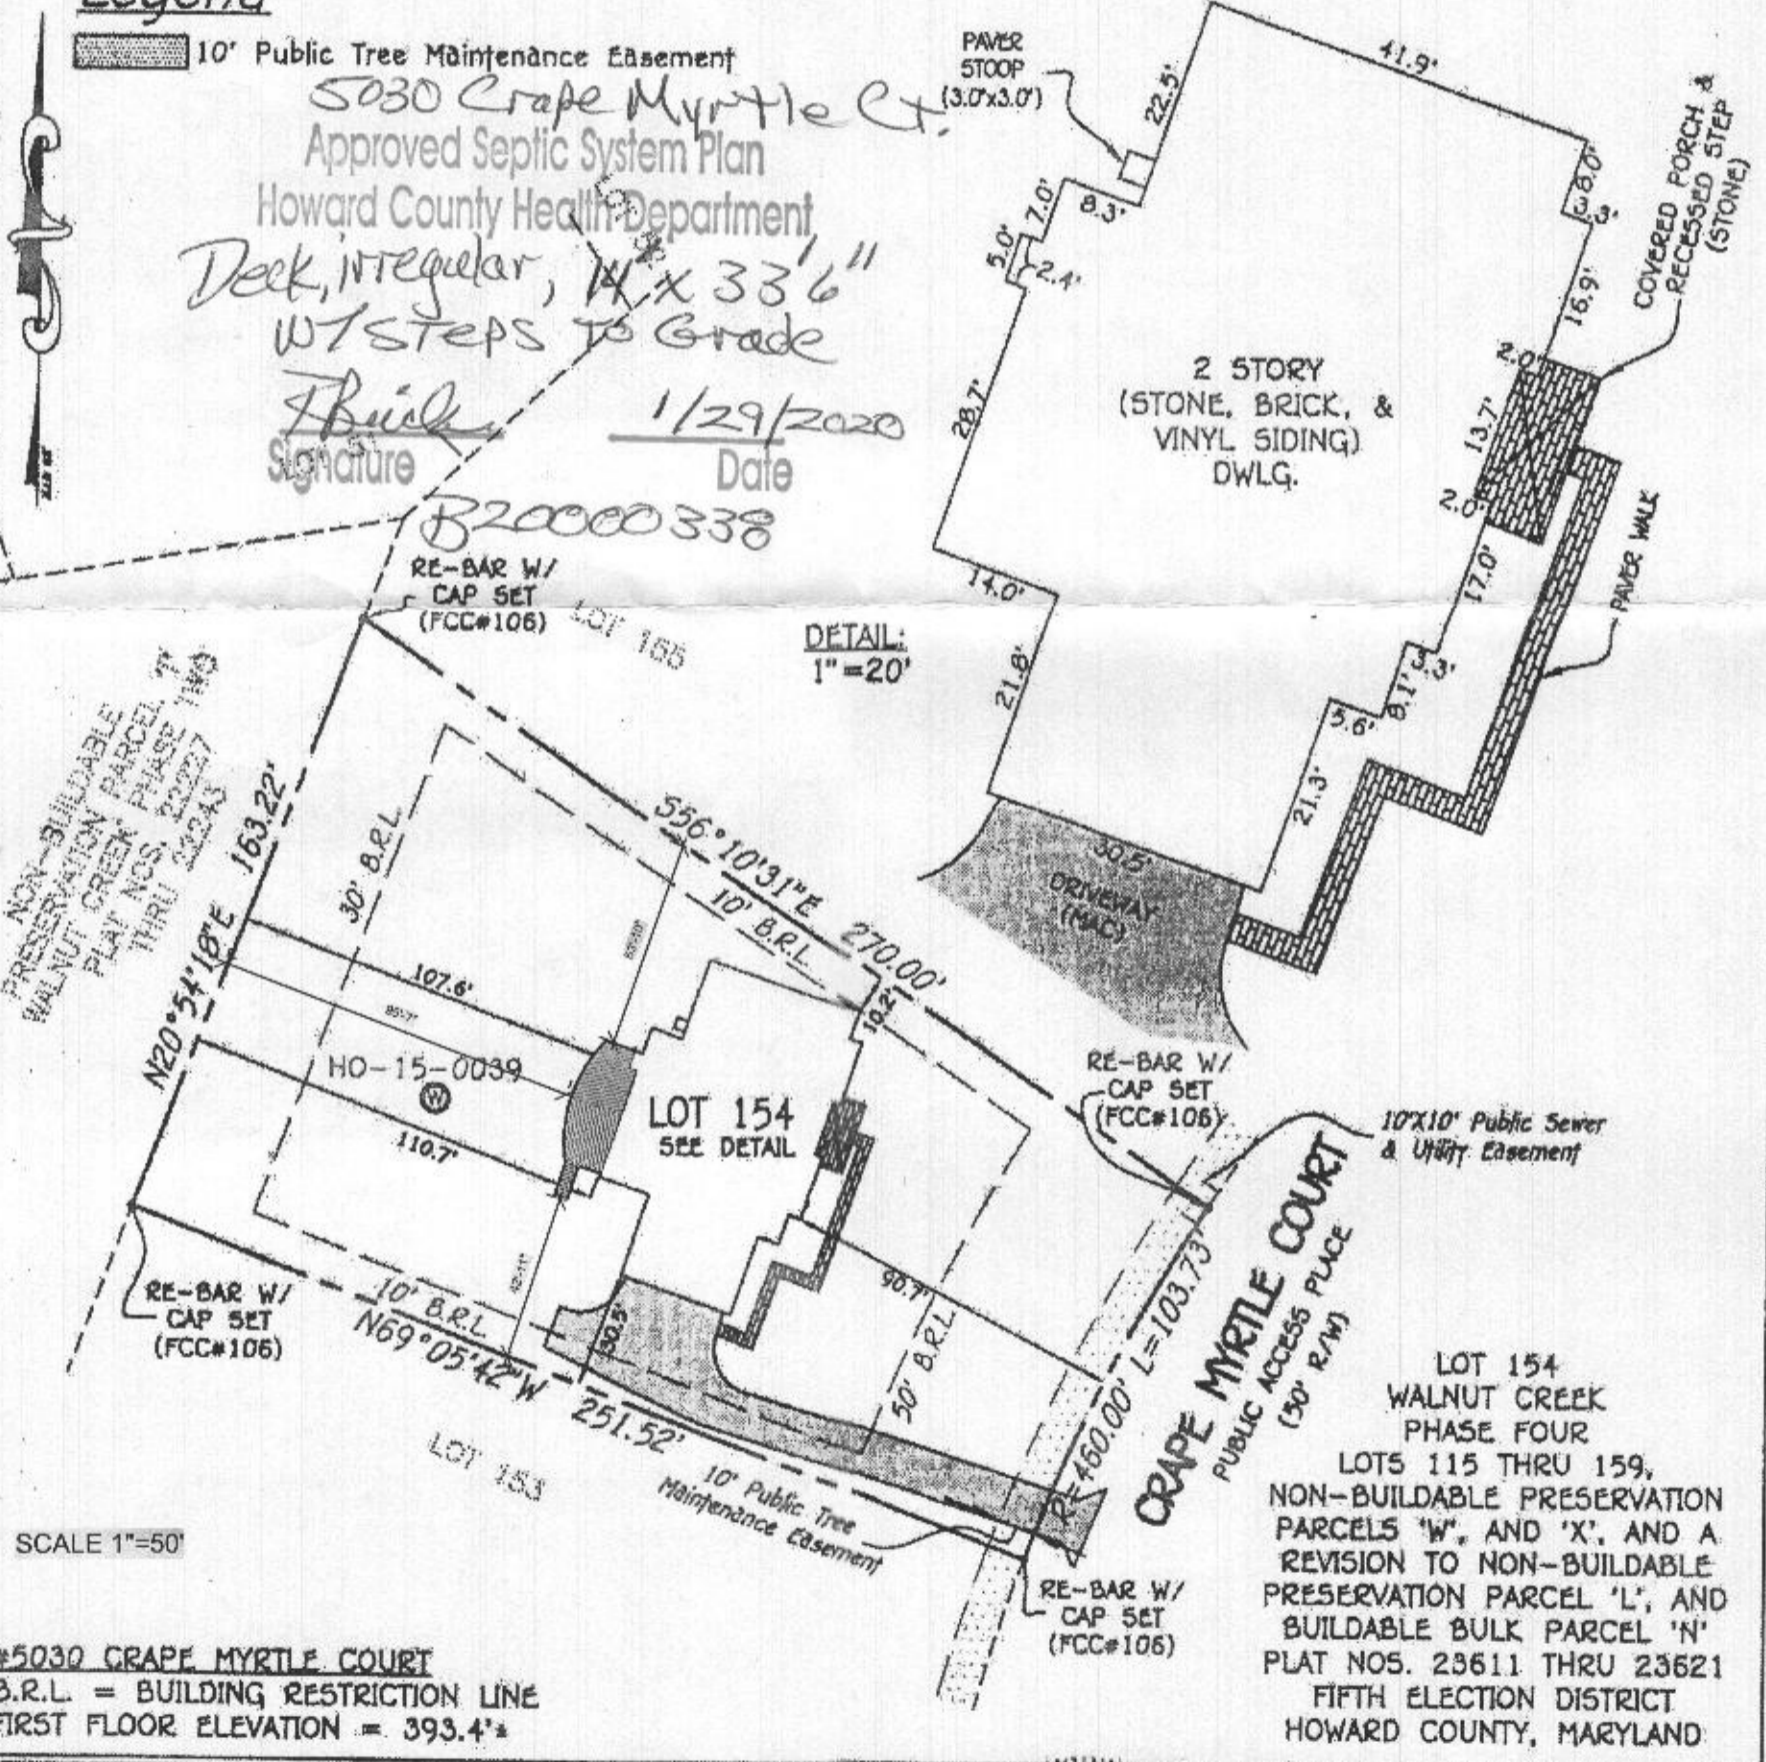 Legend
10' Public Tree Maintenance Easement
5030 Crape Myrtle Ct.
Approved Septic System Plan
Howard County Health Department
Deck, irregular, 14' x 33'6"
W/ STEPS TO Grade
1/29/2020
Signature
Date
B20000338
PAVER
STOOP
(3.0'x3.0')
22.5'
41.9'
8.0'
3.3'
COVERED PORCH &
RECESSED STEP
(STONE)
7.0'
8.3'
5.0'
2.4'
16.9'
2 STORY
(STONE, BRICK, &
VINYL SIDING)
DWLG.
2.0'
13.7'
2.0'
28.7'
17.0'
PAVER WALK
14.0'
21.8'
3.3'
8.1'
5.6'
21.3'
30.5'
DRIVEWAY
(MAC)
DETAIL:
1"=20'
RE-BAR W/
CAP SET
(FCC#106)
LOT 155
NON-BUILDABLE
PRESERVATION PARCEL 'T'
WALNUT CREEK PHASE TWO
PLAT NOS. 23227
THRU 23243
N20°54'18"E 163.22'
30' B.R.L.
S56°10'31"E 270.00'
10' B.R.L.
10.2'
107.6'
HO-15-0039
W
110.7'
LOT 154
SEE DETAIL
RE-BAR W/
CAP SET
(FCC#106)
10'X10' Public Sewer
& Utility Easement
RE-BAR W/
CAP SET
(FCC#106)
10' B.R.L.
N69°05'42"W 251.52'
30.5'
90.7'
50' B.R.L.
R=460.00' L=103.73'
CRAPE MYRTLE COURT
PUBLIC ACCESS PLACE
(50' R/W)
LOT 153
10' Public Tree
Maintenance Easement
RE-BAR W/
CAP SET
(FCC#106)
SCALE 1"=50'
LOT 154
WALNUT CREEK
PHASE FOUR
LOTS 115 THRU 159,
NON-BUILDABLE PRESERVATION
PARCELS 'W', AND 'X', AND A
REVISION TO NON-BUILDABLE
PRESERVATION PARCEL 'L', AND
BUILDABLE BULK PARCEL 'N'
PLAT NOS. 23611 THRU 23621
FIFTH ELECTION DISTRICT
HOWARD COUNTY, MARYLAND
#5030 CRAPE MYRTLE COURT
B.R.L. = BUILDING RESTRICTION LINE
FIRST FLOOR ELEVATION = 393.4'±